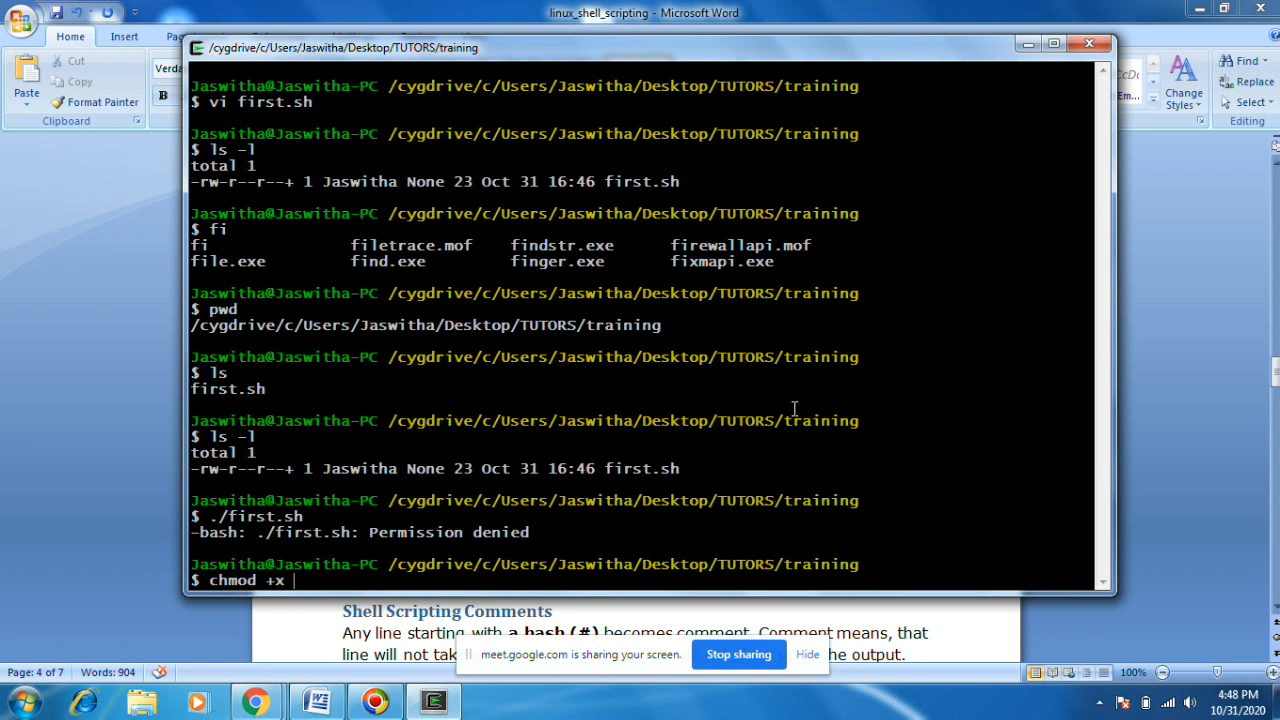 linux_shell_scripting - Microsoft Word
Home
Insert
Cut
Copy
Paste
Format Painter
Clipboard
Verda
B
Em...
Change
Styles
Find
Replace
Select
Editing
/cygdrive/c/Users/Jaswitha/Desktop/TUTORS/training
Jaswitha@Jaswitha-PC /cygdrive/c/Users/Jaswitha/Desktop/TUTORS/training
$ vi first.sh
Jaswitha@Jaswitha-PC /cygdrive/c/Users/Jaswitha/Desktop/TUTORS/training
$ ls -l
total 1
-rw-r--r--+ 1 Jaswitha None 23 Oct 31 16:46 first.sh
Jaswitha@Jaswitha-PC /cygdrive/c/Users/Jaswitha/Desktop/TUTORS/training
$ fi
fi filetrace.mof findstr.exe firewallapi.mof
file.exe find.exe finger.exe fixmapi.exe
Jaswitha@Jaswitha-PC /cygdrive/c/Users/Jaswitha/Desktop/TUTORS/training
$ pwd
/cygdrive/c/Users/Jaswitha/Desktop/TUTORS/training
Jaswitha@Jaswitha-PC /cygdrive/c/Users/Jaswitha/Desktop/TUTORS/training
$ ls
first.sh
Jaswitha@Jaswitha-PC /cygdrive/c/Users/Jaswitha/Desktop/TUTORS/training
$ ls -l
total 1
-rw-r--r--+ 1 Jaswitha None 23 Oct 31 16:46 first.sh
Jaswitha@Jaswitha-PC /cygdrive/c/Users/Jaswitha/Desktop/TUTORS/training
$ ./first.sh
-bash: ./first.sh: Permission denied
Jaswitha@Jaswitha-PC /cygdrive/c/Users/Jaswitha/Desktop/TUTORS/training
$ chmod +x
Shell Scripting Comments
Any line starting with a hash (#) becomes comment. Comment means, that
line will not tak
the output.
meet.google.com is sharing your screen. Stop sharing Hide
Page: 4 of 7 Words: 904 100%
4:48 PM
10/31/2020